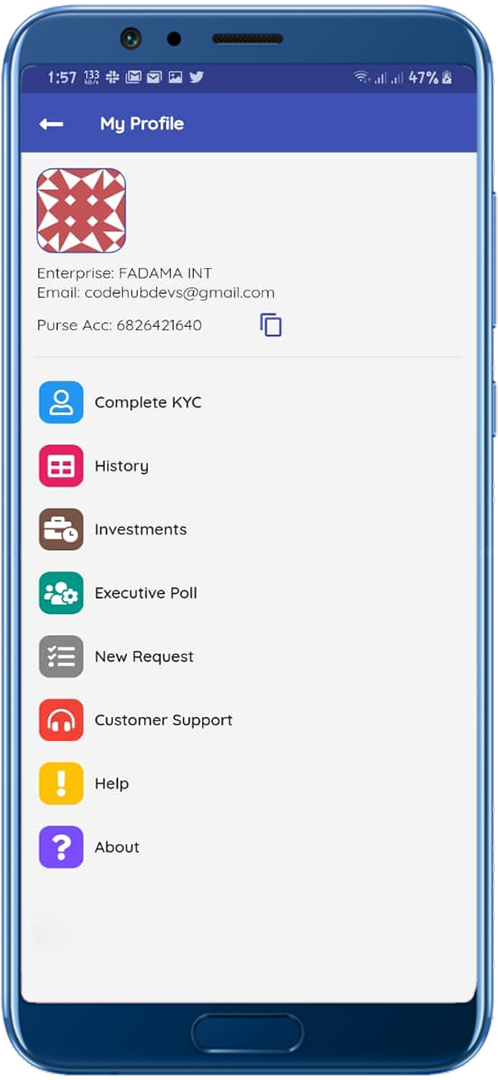 1:57 133 KB/s 47%
My Profile
Enterprise: FADAMA INT
Email: codehubdevs@gmail.com
Purse Acc: 6826421640
Complete KYC
History
Investments
Executive Poll
New Request
Customer Support
Help
About